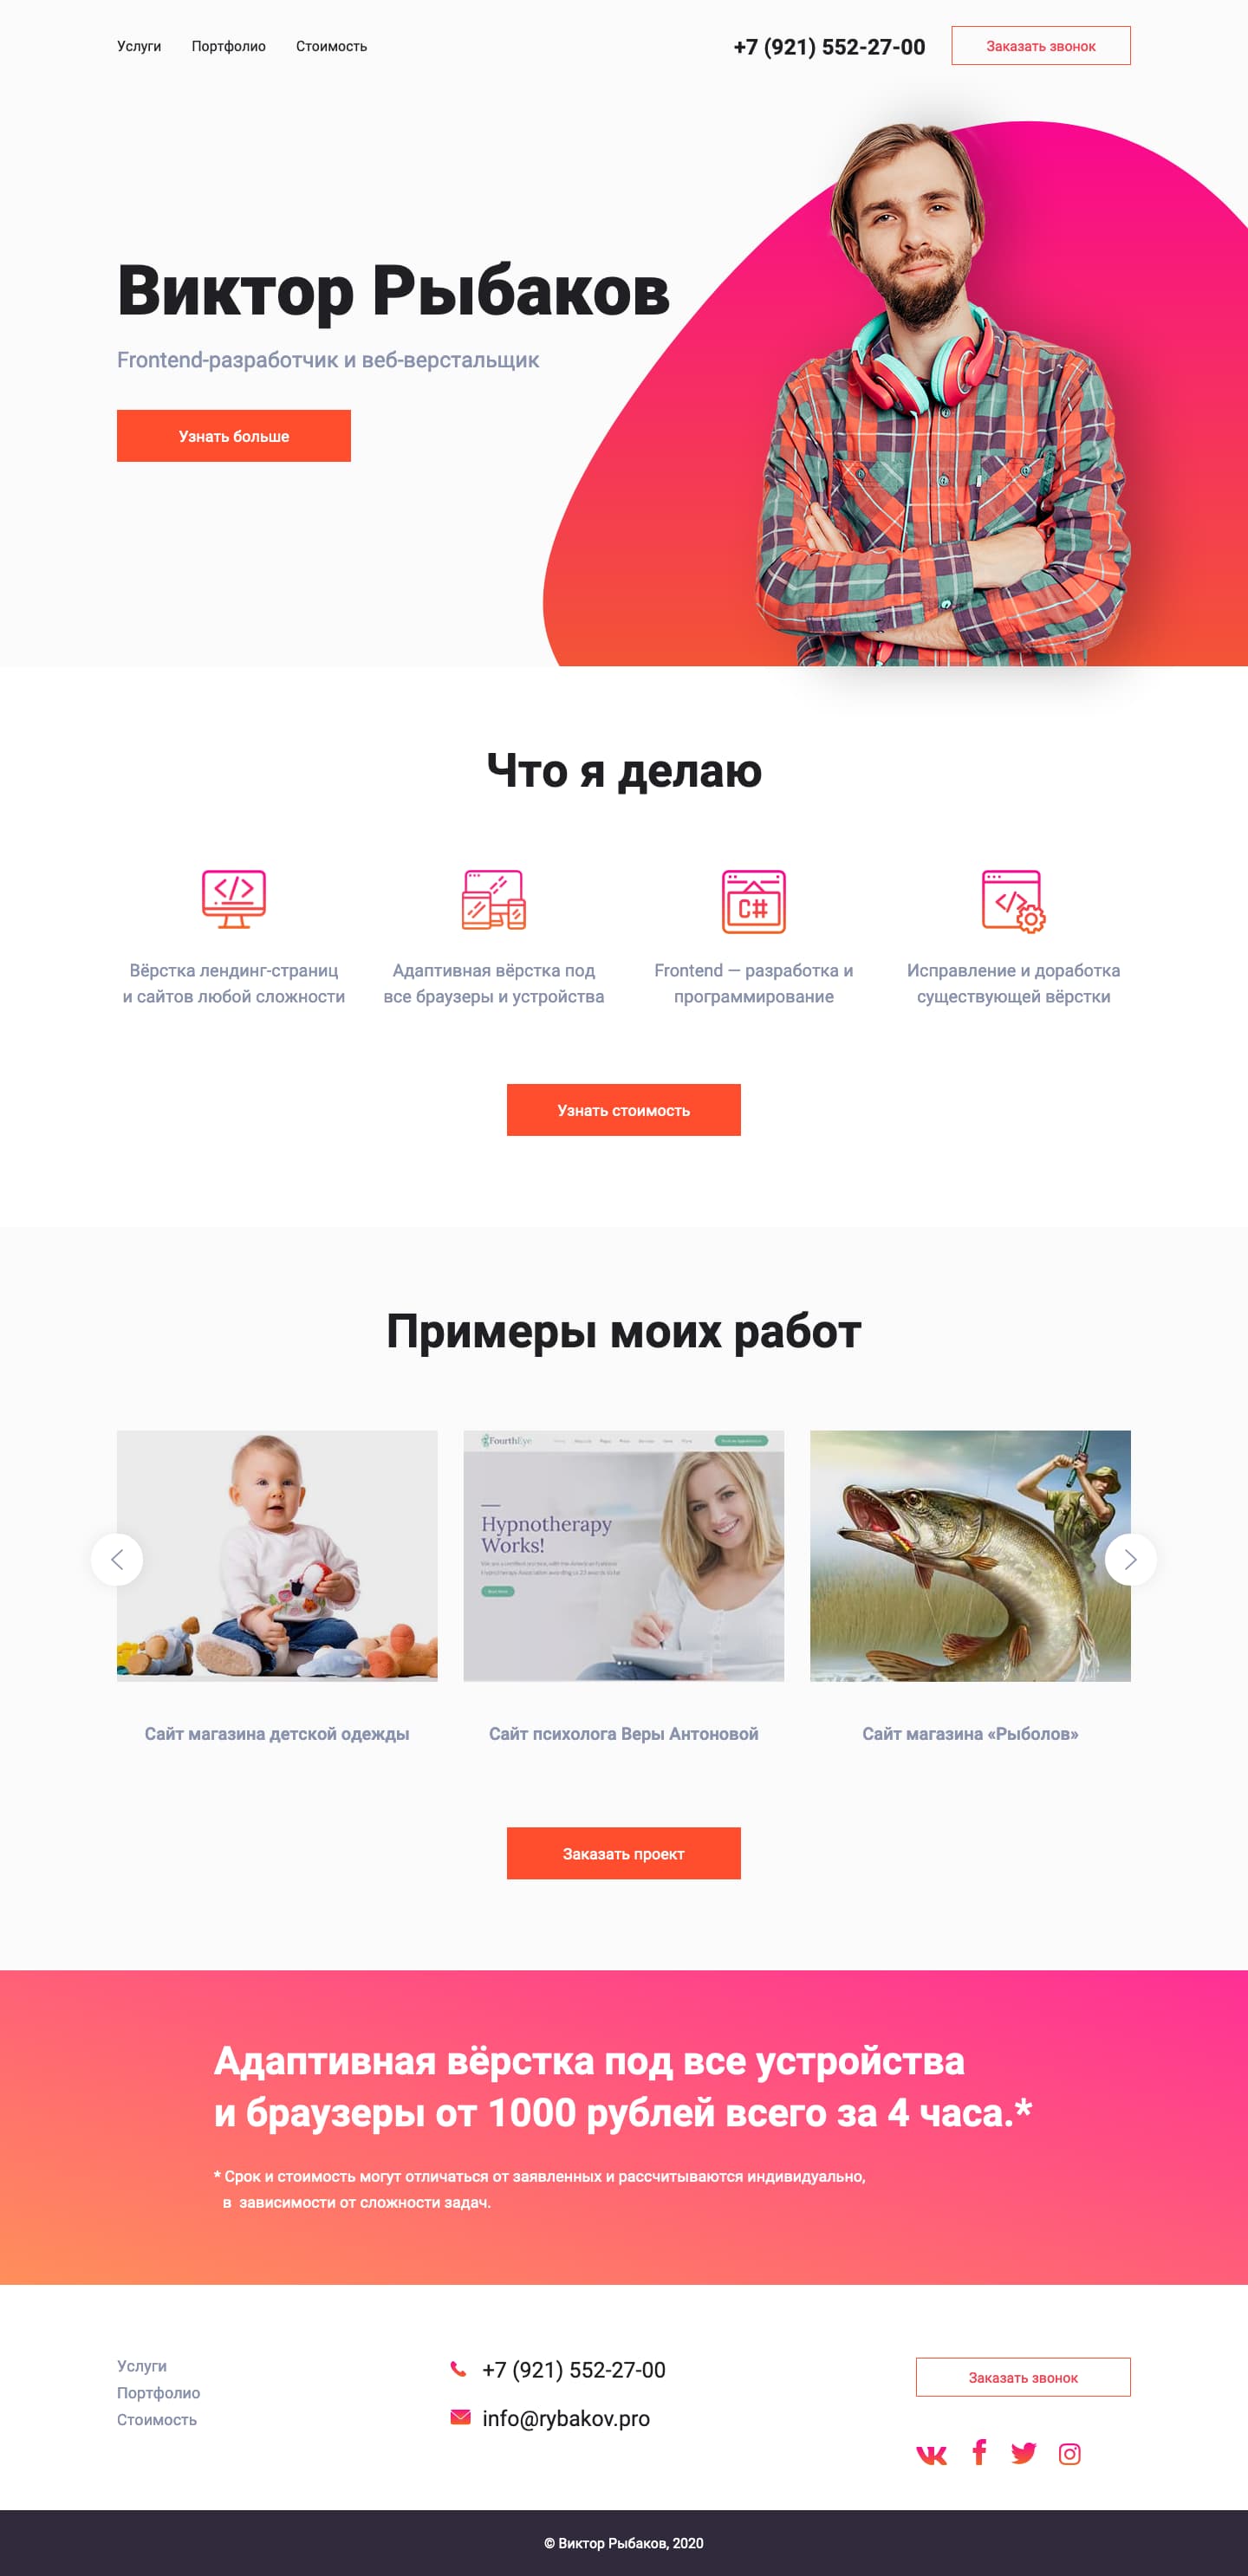 Услуги
Портфолио
Стоимость
+7 (921) 552-27-00
Заказать звонок
Виктор Рыбаков
Frontend-разработчик и веб-верстальщик
Узнать больше
Что я делаю
</>
Вёрстка лендинг-страниц
и сайтов любой сложности
Адаптивная вёрстка под
все браузеры и устройства
C#
Frontend — разработка и
программирование
</>
Исправление и доработка
существующей вёрстки
Узнать стоимость
Примеры моих работ
FourthEye
Hypnotherapy
Works!
Сайт магазина детской одежды
Сайт психолога Веры Антоновой
Сайт магазина «Рыболов»
Заказать проект
Адаптивная вёрстка под все устройства
и браузеры от 1000 рублей всего за 4 часа.*
* Срок и стоимость могут отличаться от заявленных и рассчитываются индивидуально,
в зависимости от сложности задач.
Услуги
Портфолио
Стоимость
+7 (921) 552-27-00
info@rybakov.pro
Заказать звонок
© Виктор Рыбаков, 2020